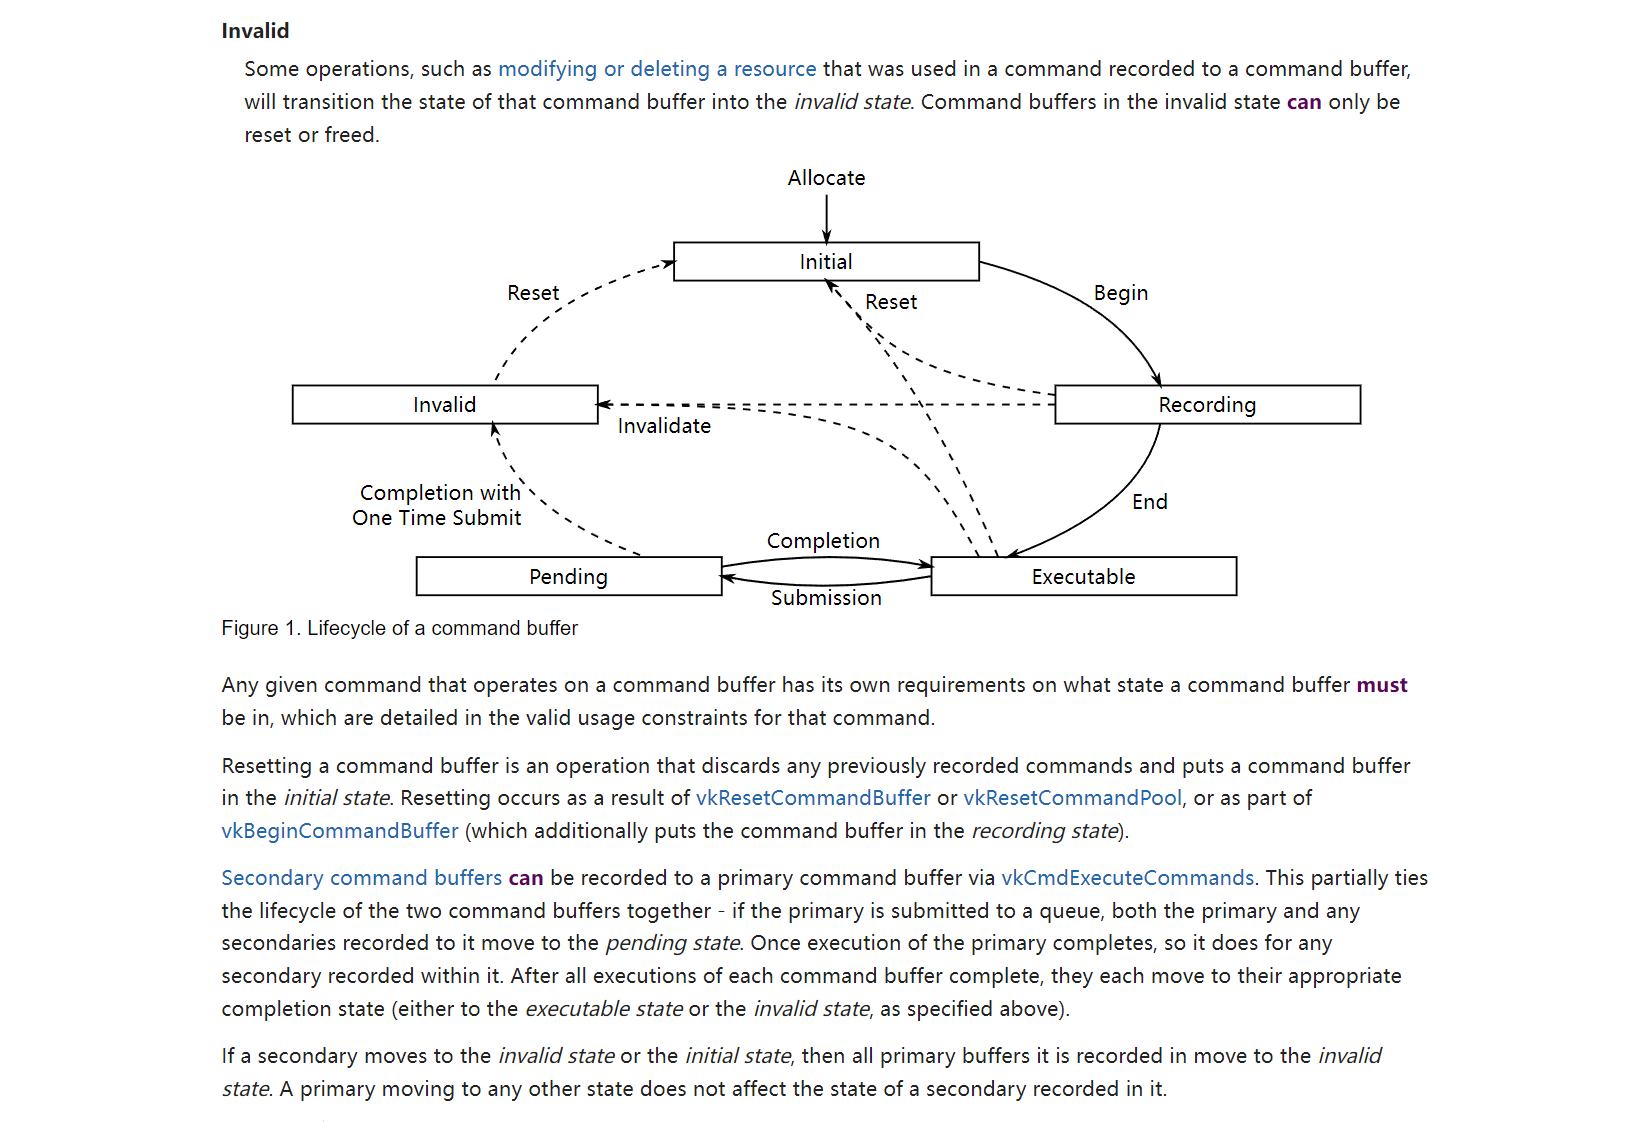 Invalid
Some operations, such as modifying or deleting a resource that was used in a command recorded to a command buffer,
will transition the state of that command buffer into the invalid state. Command buffers in the invalid state can only be
reset or freed.
Allocate
Initial
Reset
Reset
Begin
Invalid
Recording
Invalidate
Completion with
One Time Submit
End
Completion
Pending
Executable
Submission
Figure 1. Lifecycle of a command buffer
Any given command that operates on a command buffer has its own requirements on what state a command buffer must
be in, which are detailed in the valid usage constraints for that command.
Resetting a command buffer is an operation that discards any previously recorded commands and puts a command buffer
in the initial state. Resetting occurs as a result of vkResetCommandBuffer or vkResetCommandPool, or as part of
vkBeginCommandBuffer (which additionally puts the command buffer in the recording state).
Secondary command buffers can be recorded to a primary command buffer via vkCmdExecuteCommands. This partially ties
the lifecycle of the two command buffers together - if the primary is submitted to a queue, both the primary and any
secondaries recorded to it move to the pending state. Once execution of the primary completes, so it does for any
secondary recorded within it. After all executions of each command buffer complete, they each move to their appropriate
completion state (either to the executable state or the invalid state, as specified above).
If a secondary moves to the invalid state or the initial state, then all primary buffers it is recorded in move to the invalid
state. A primary moving to any other state does not affect the state of a secondary recorded in it.